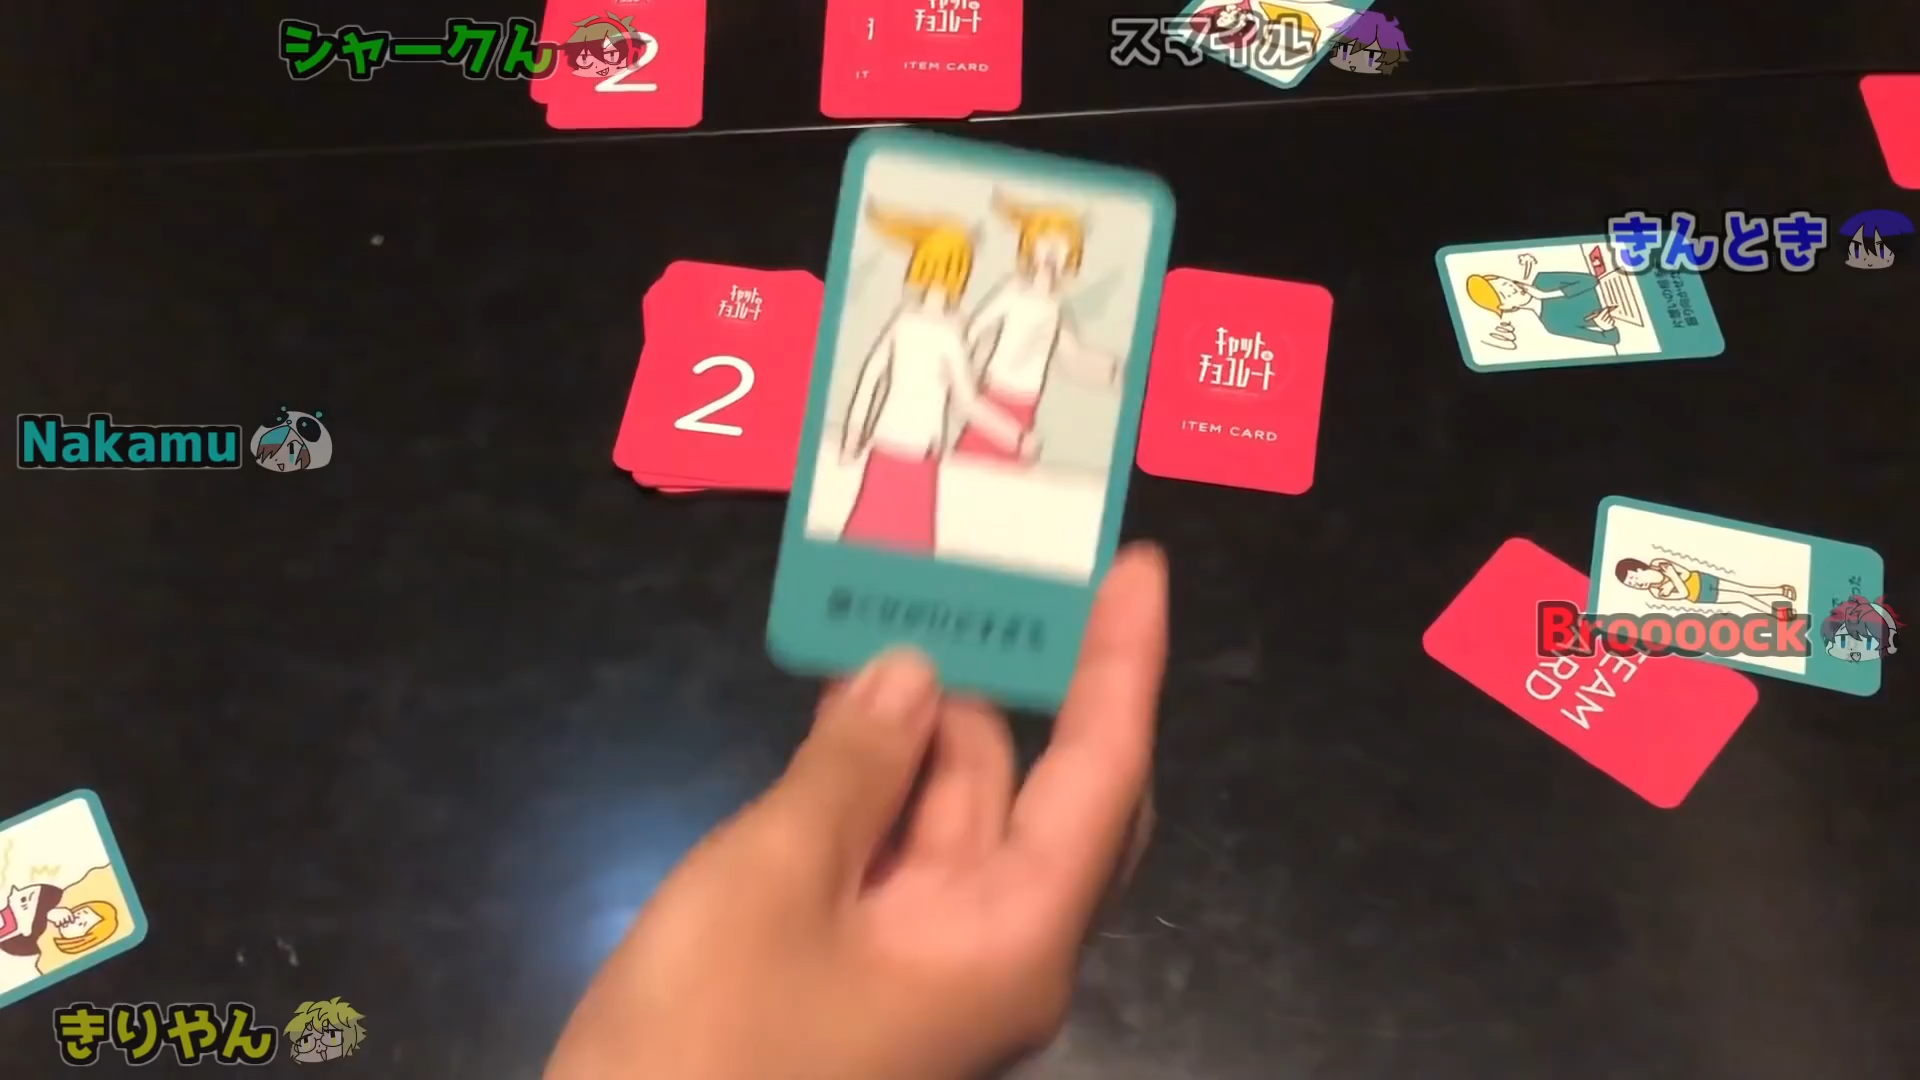 シャークん
2
キャット&
チョコレート
ITEM CARD
スマイル
きんとき
Nakamu
キャット&
チョコレート
2
キャット&
チョコレート
ITEM CARD
Broooock
TEAM
CARD
きりやん